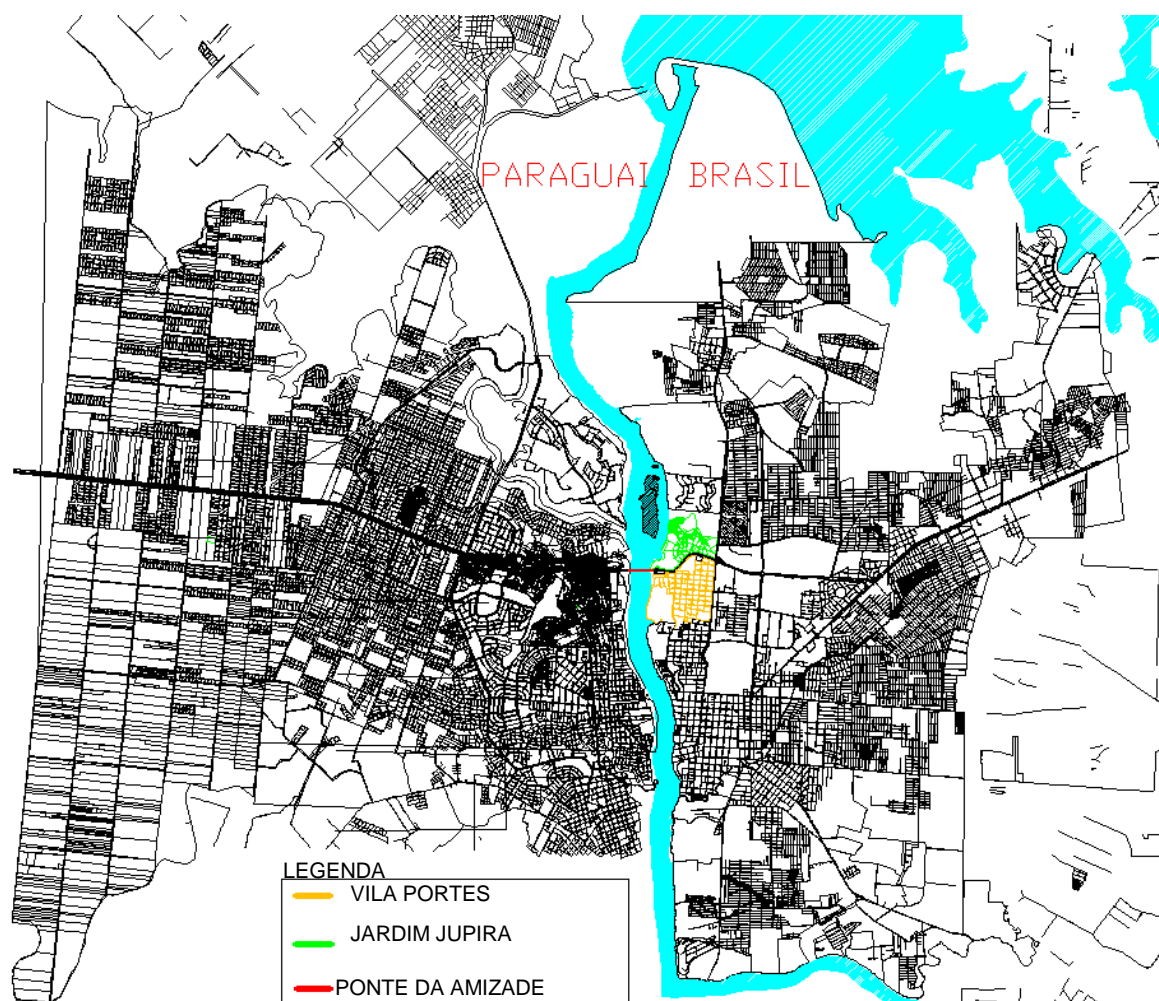 PARAGUAI BRASIL
LEGENDA
VILA PORTES
JARDIM JUPIRA
PONTE DA AMIZADE